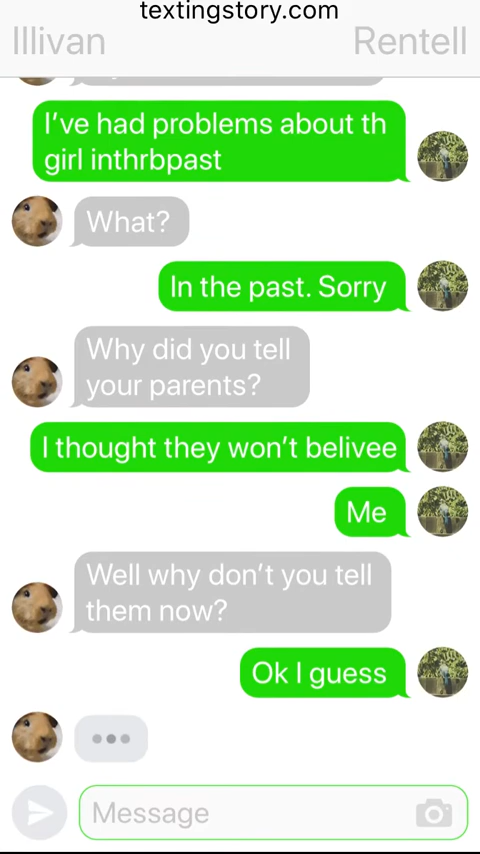 textingstory.com
Illivan Rentell
I’ve had problems about th
girl inthrbpast
What?
In the past. Sorry
Why did you tell
your parents?
I thought they won’t belivee
Me
Well why don’t you tell
them now?
Ok I guess
Message